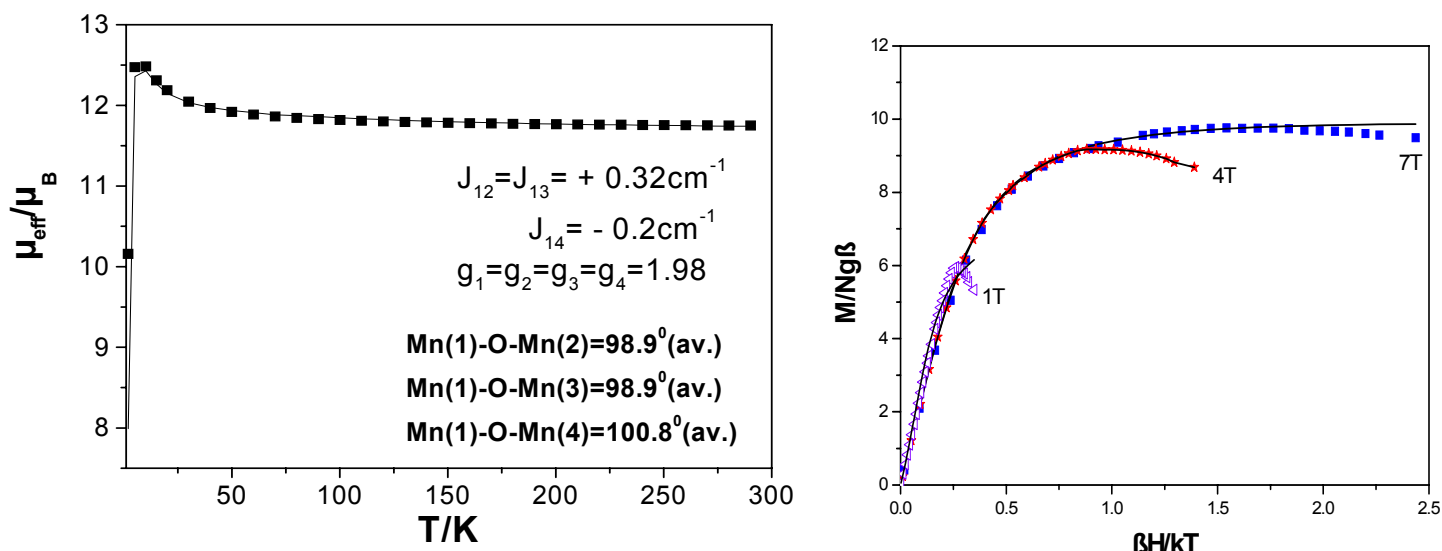 13
12
11
10
9
8
μeff/μB
J12=J13= + 0.32cm-1
J14= - 0.2cm-1
g1=g2=g3=g4=1.98
Mn(1)-O-Mn(2)=98.9⁰(av.)
Mn(1)-O-Mn(3)=98.9⁰(av.)
Mn(1)-O-Mn(4)=100.8⁰(av.)
50 100 150 200 250 300
T/K
12
10
8
6
4
2
0
M/Ngß
7T
4T
1T
0.0 0.5 1.0 1.5 2.0 2.5
ßH/kT